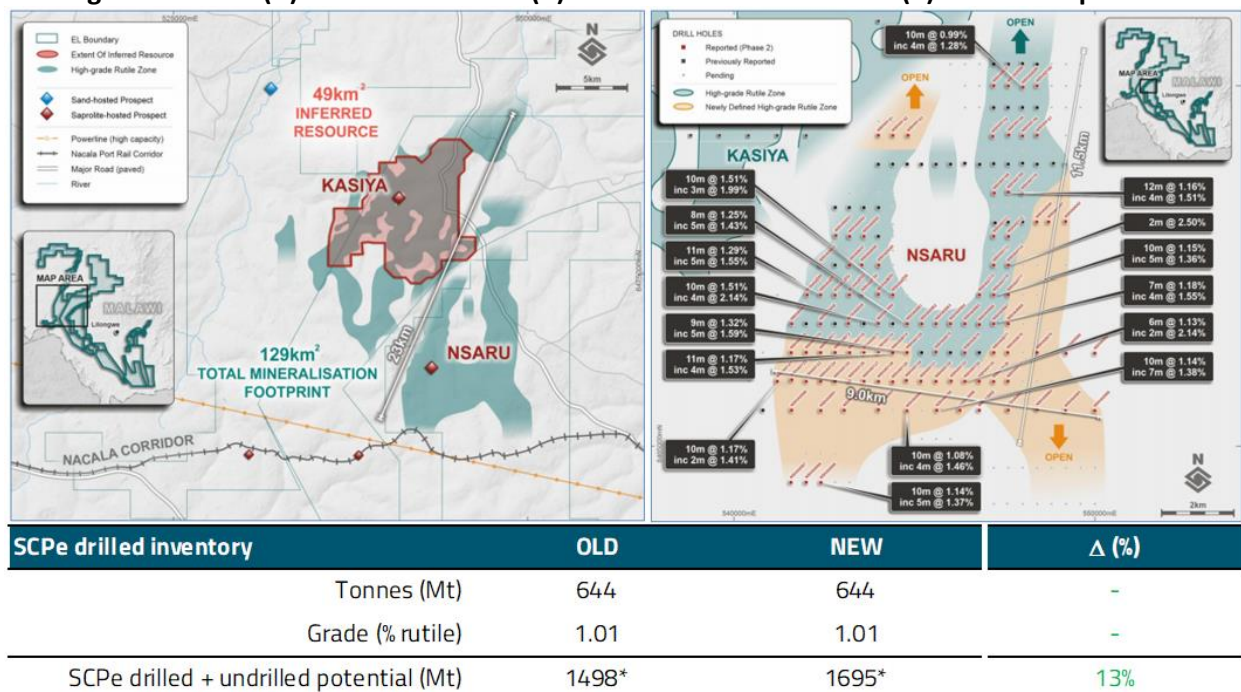 EL Boundary
Extent Of Inferred Resource
High-grade Rutile Zone
Sand-hosted Prospect
Saprolite-hosted Prospect
Powerline (high capacity)
Nacala Port Rail Corridor
Major Road (paved)
River
525000mE
550000mE
N
5km
49km²
INFERRED
RESOURCE
KASIYA
MAP AREA
MALAWI
Lilongwe
23km
NSARU
129km²
TOTAL MINERALISATION
FOOTPRINT
NACALA CORRIDOR
DRILL HOLES
Reported (Phase 2)
Previously Reported
Pending
High-grade Rutile Zone
Newly Defined High-grade Rutile Zone
10m @ 0.99%
inc 4m @ 1.28%
OPEN
OPEN
MAP AREA
Lilongwe
KASIYA
11.5km
10m @ 1.51%
inc 3m @ 1.99%
8m @ 1.25%
inc 5m @ 1.43%
11m @ 1.29%
inc 5m @ 1.55%
10m @ 1.51%
inc 4m @ 2.14%
9m @ 1.32%
inc 5m @ 1.59%
11m @ 1.17%
inc 4m @ 1.53%
NSARU
12m @ 1.16%
inc 4m @ 1.51%
2m @ 2.50%
10m @ 1.15%
inc 5m @ 1.36%
7m @ 1.18%
inc 4m @ 1.55%
6m @ 1.13%
inc 2m @ 2.14%
10m @ 1.14%
inc 7m @ 1.38%
9.0km
10m @ 1.17%
inc 2m @ 1.41%
10m @ 1.08%
inc 4m @ 1.46%
10m @ 1.14%
inc 5m @ 1.37%
OPEN
N
2km
540000mE
SCPe drilled inventory OLD NEW Δ (%)
Tonnes (Mt) 644 644 -
Grade (% rutile) 1.01 1.01 -
SCPe drilled + undrilled potential (Mt) 1498* 1695* 13%